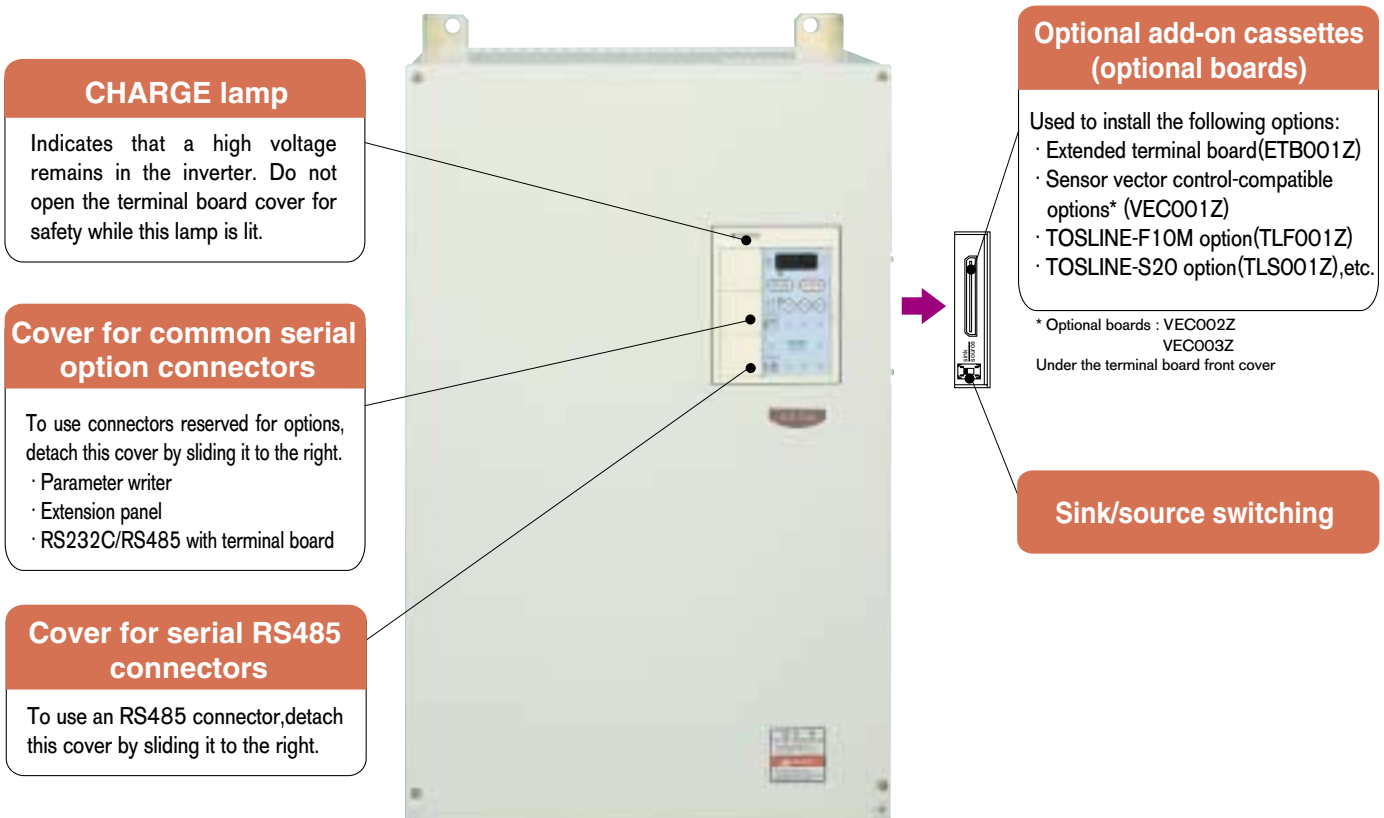 CHARGE lamp
Indicates that a high voltage
remains in the inverter. Do not
open the terminal board cover for
safety while this lamp is lit.
Cover for common serial
option connectors
To use connectors reserved for options,
detach this cover by sliding it to the right.
· Parameter writer
· Extension panel
· RS232C/RS485 with terminal board
Cover for serial RS485
connectors
To use an RS485 connector,detach
this cover by sliding it to the right.
Optional add-on cassettes
(optional boards)
Used to install the following options:
· Extended terminal board(ETB001Z)
· Sensor vector control-compatible
options* (VEC001Z)
· TOSLINE-F10M option(TLF001Z)
· TOSLINE-S20 option(TLS001Z),etc.
* Optional boards : VEC002Z
VEC003Z
Under the terminal board front cover
sink
source
Sink/source switching